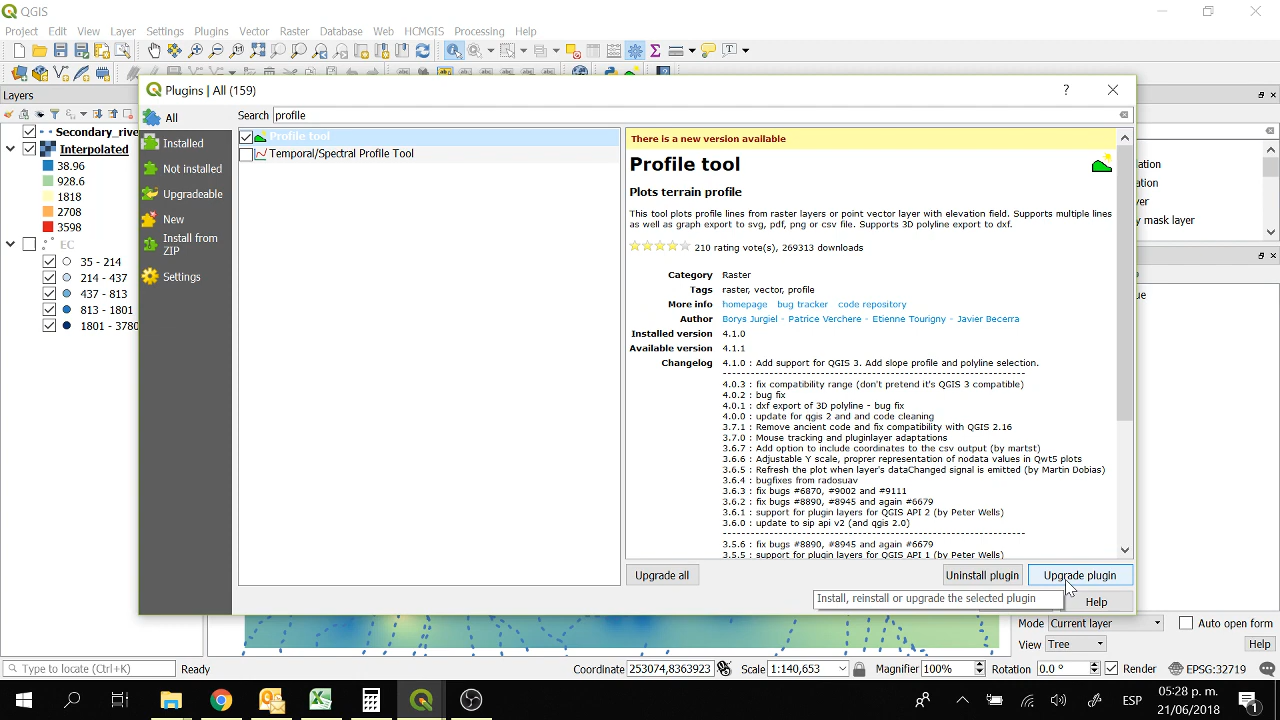 QGIS
Project Edit View Layer Settings Plugins Vector Raster Database Web HCMGIS Processing Help
Layers
Secondary_rive
Interpolated
38.96
928.6
1818
2708
3598
EC
35 - 214
214 - 437
437 - 813
813 - 1801
1801 - 3780
Plugins | All (159)
All
Installed
Not installed
Upgradeable
New
Install from
ZIP
Settings
Search profile
Profile tool
Temporal/Spectral Profile Tool
There is a new version available
Profile tool
Plots terrain profile
This tool plots profile lines from raster layers or point vector layer with elevation field. Supports multiple lines
as well as graph export to svg, pdf, png or csv file. Supports 3D polyline export to dxf.
210 rating vote(s), 269313 downloads
Category Raster
Tags raster, vector, profile
More info homepage bug tracker code repository
Author Borys Jurgiel - Patrice Verchere - Etienne Tourigny - Javier Becerra
Installed version 4.1.0
Available version 4.1.1
Changelog 4.1.0 : Add support for QGIS 3. Add slope profile and polyline selection.
4.0.3 : fix compatibility range (don't pretend it's QGIS 3 compatible)
4.0.2 : bug fix
4.0.1 : dxf export of 3D polyline - bug fix
4.0.0 : update for qgis 2 and and code cleaning
3.7.1 : Remove ancient code and fix compatibility with QGIS 2.16
3.7.0 : Mouse tracking and pluginlayer adaptations
3.6.7 : Add option to include coordinates to the csv output (by martst)
3.6.6 : Adjustable Y scale, proprer representation of nodata values in Qwt5 plots
3.6.5 : Refresh the plot when layer's dataChanged signal is emitted (by Martin Dobias)
3.6.4 : bugfixes from radosuav
3.6.3 : fix bugs #6870, #9002 and #9111
3.6.2 : fix bugs #8890, #8945 and again #6679
3.6.1 : support for plugin layers for QGIS API 2 (by Peter Wells)
3.6.0 : update to sip api v2 (and qgis 2.0)
3.5.6 : fix bugs #8890, #8945 and again #6679
3.5.5 : support for plugin layers for QGIS API 1 (by Peter Wells)
Upgrade all Uninstall plugin Upgrade plugin
Install, reinstall or upgrade the selected plugin
Help
ation
ation
er
y mask layer
ue
Mode Current layer Auto open form
View Tree Help
Type to locate (Ctrl+K) Ready Coordinate 253074,8363923 Scale 1:140,653 Magnifier 100% Rotation 0.0 ° Render EPSG:32719
ESP
05:28 p. m.
21/06/2018
1